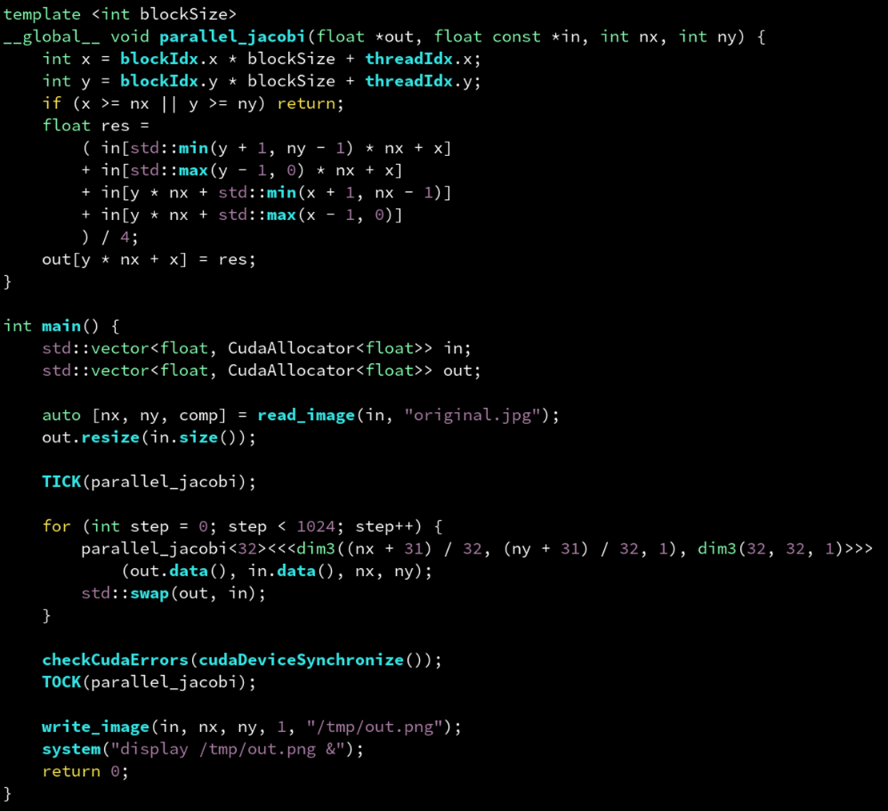 template <int blockSize>
__global__ void parallel_jacobi(float *out, float const *in, int nx, int ny) {
    int x = blockIdx.x * blockSize + threadIdx.x;
    int y = blockIdx.y * blockSize + threadIdx.y;
    if (x >= nx || y >= ny) return;
    float res =
        ( in[std::min(y + 1, ny - 1) * nx + x]
        + in[std::max(y - 1, 0) * nx + x]
        + in[y * nx + std::min(x + 1, nx - 1)]
        + in[y * nx + std::max(x - 1, 0)]
        ) / 4;
    out[y * nx + x] = res;
}

int main() {
    std::vector<float, CudaAllocator<float>> in;
    std::vector<float, CudaAllocator<float>> out;

    auto [nx, ny, comp] = read_image(in, "original.jpg");
    out.resize(in.size());

    TICK(parallel_jacobi);

    for (int step = 0; step < 1024; step++) {
        parallel_jacobi<32><<<dim3((nx + 31) / 32, (ny + 31) / 32, 1), dim3(32, 32, 1)>>>
            (out.data(), in.data(), nx, ny);
        std::swap(out, in);
    }

    checkCudaErrors(cudaDeviceSynchronize());
    TOCK(parallel_jacobi);

    write_image(in, nx, ny, 1, "/tmp/out.png");
    system("display /tmp/out.png &");
    return 0;
}